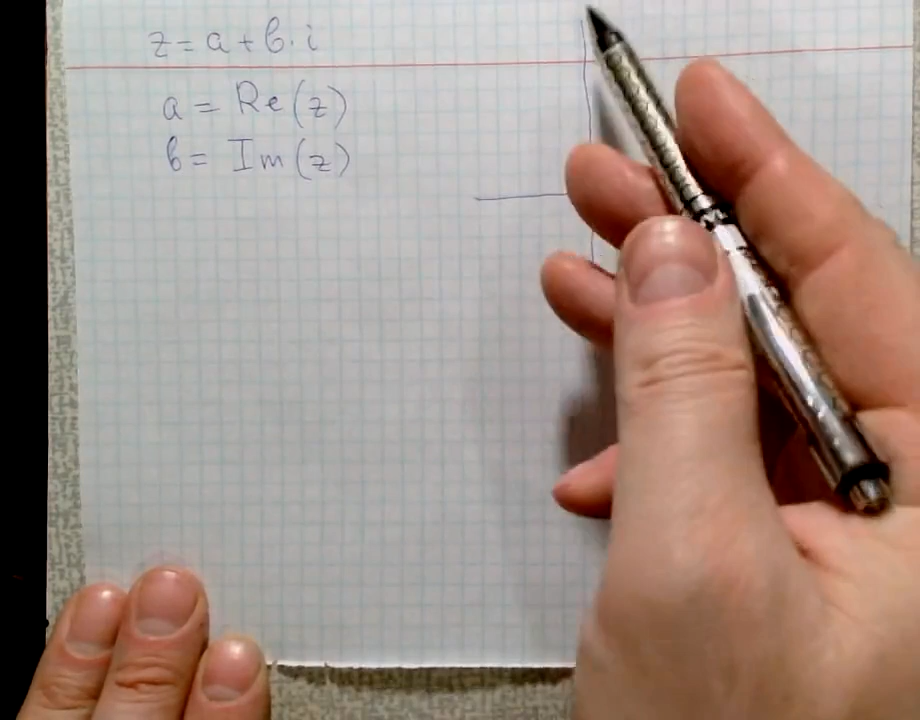 z = a + b · i
a = Re(z)
b = Im(z)